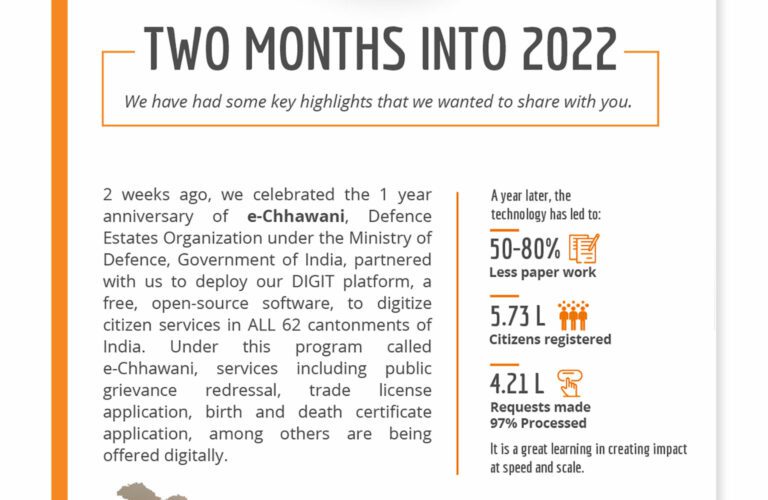 TWO MONTHS INTO 2022
We have had some key highlights that we wanted to share with you.
2 weeks ago, we celebrated the 1 year
anniversary of e-Chhawani, Defence
Estates Organization under the Ministry of
Defence, Government of India, partnered
with us to deploy our DIGIT platform, a
free, open-source software, to digitize
citizen services in ALL 62 cantonments of
India. Under this program called
e-Chhawani, services including public
grievance redressal, trade license
application, birth and death certificate
application, among others are being
offered digitally.
A year later, the
technology has led to:
50-80%
Less paper work
5.73 L
Citizens registered
4.21 L
Requests made
97% Processed
It is a great learning in creating impact
at speed and scale.